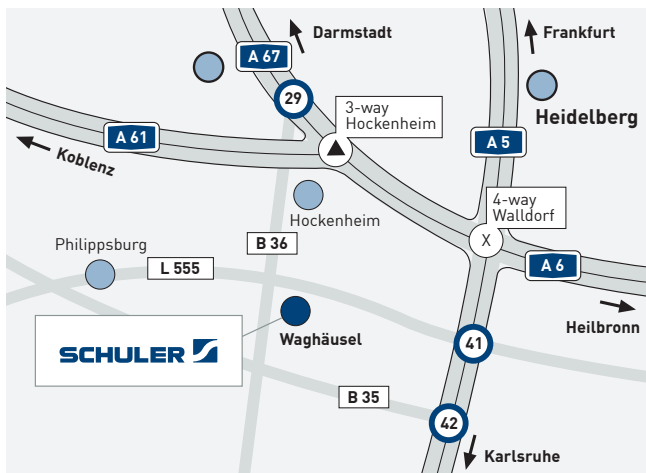 Darmstadt
Frankfurt
A 67
29
3-way
Hockenheim
Heidelberg
A 61
A 5
Koblenz
4-way
Walldorf
Hockenheim
X
Philippsburg
B 36
L 555
A 6
Waghäusel
Heilbronn
SCHULER
41
B 35
42
Karlsruhe